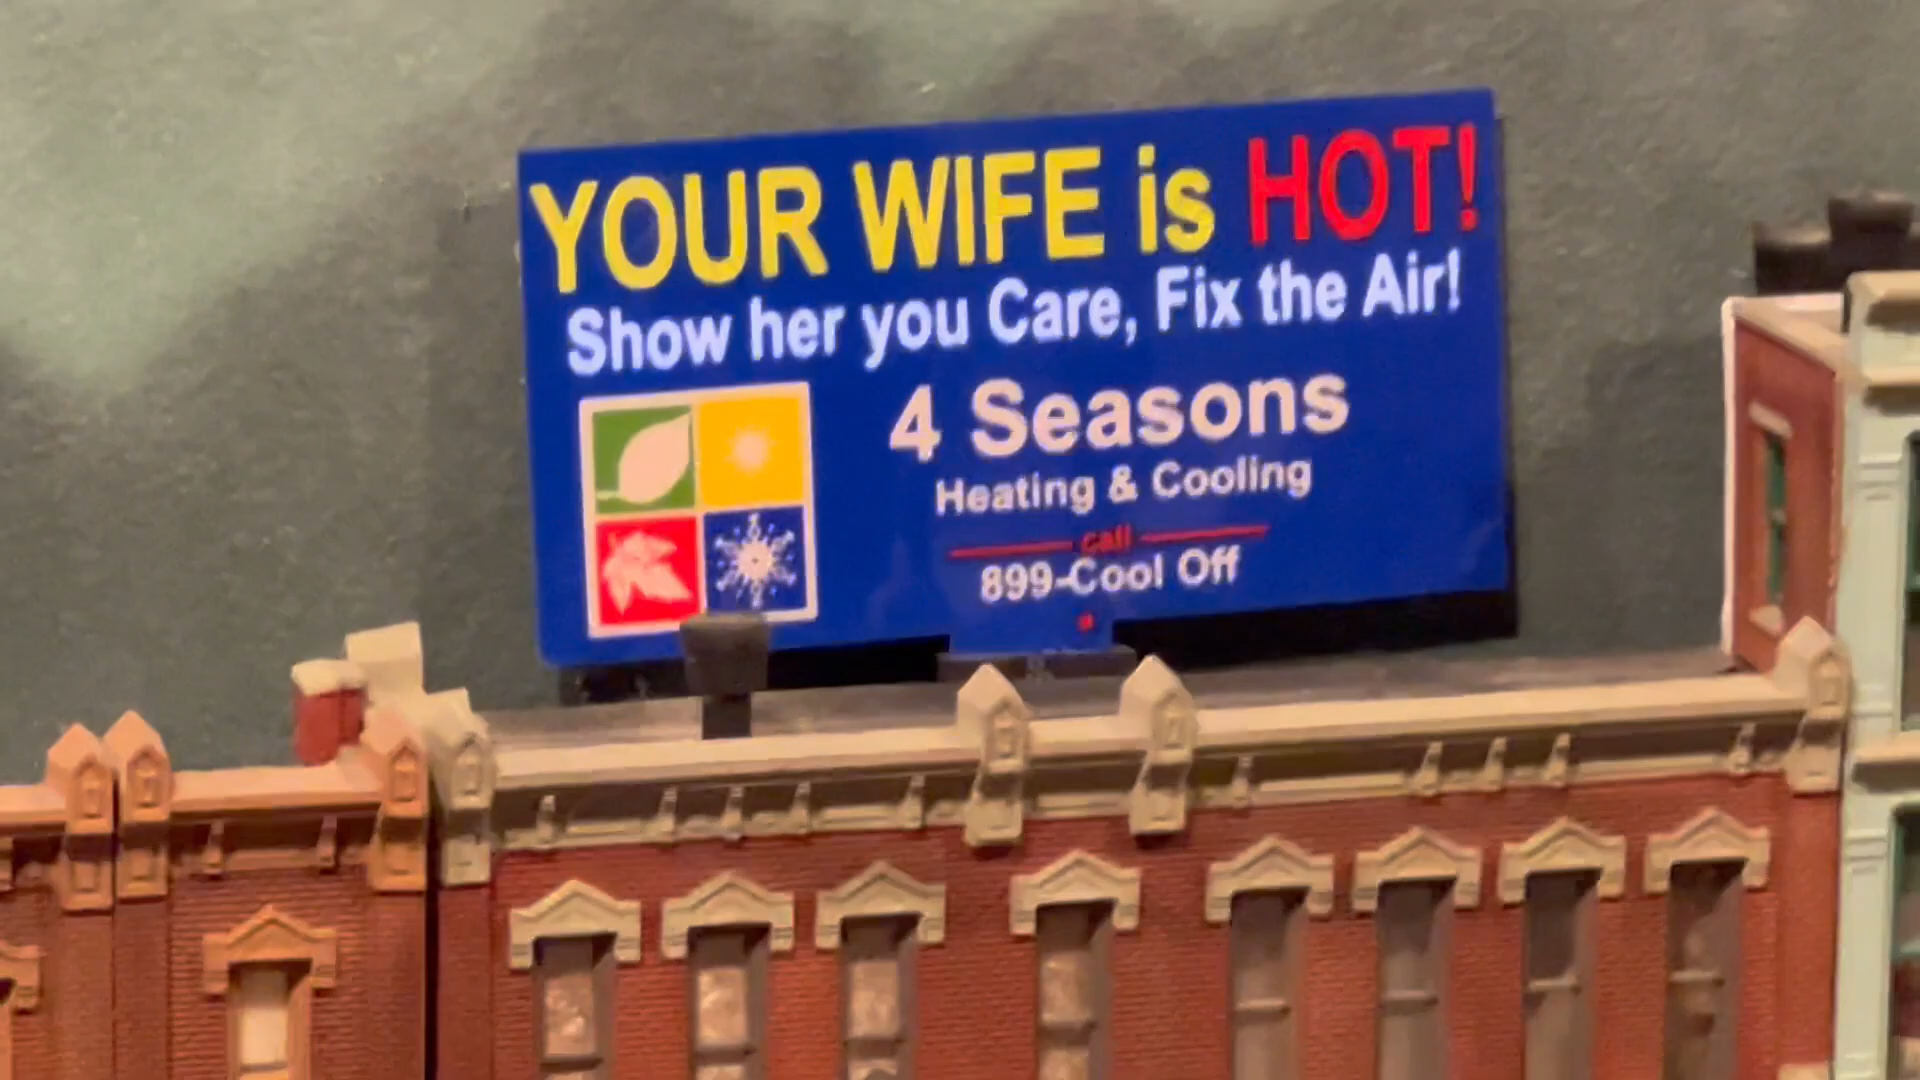 YOUR WIFE is HOT!
Show her you Care, Fix the Air!
4 Seasons
Heating & Cooling
call
899-Cool Off